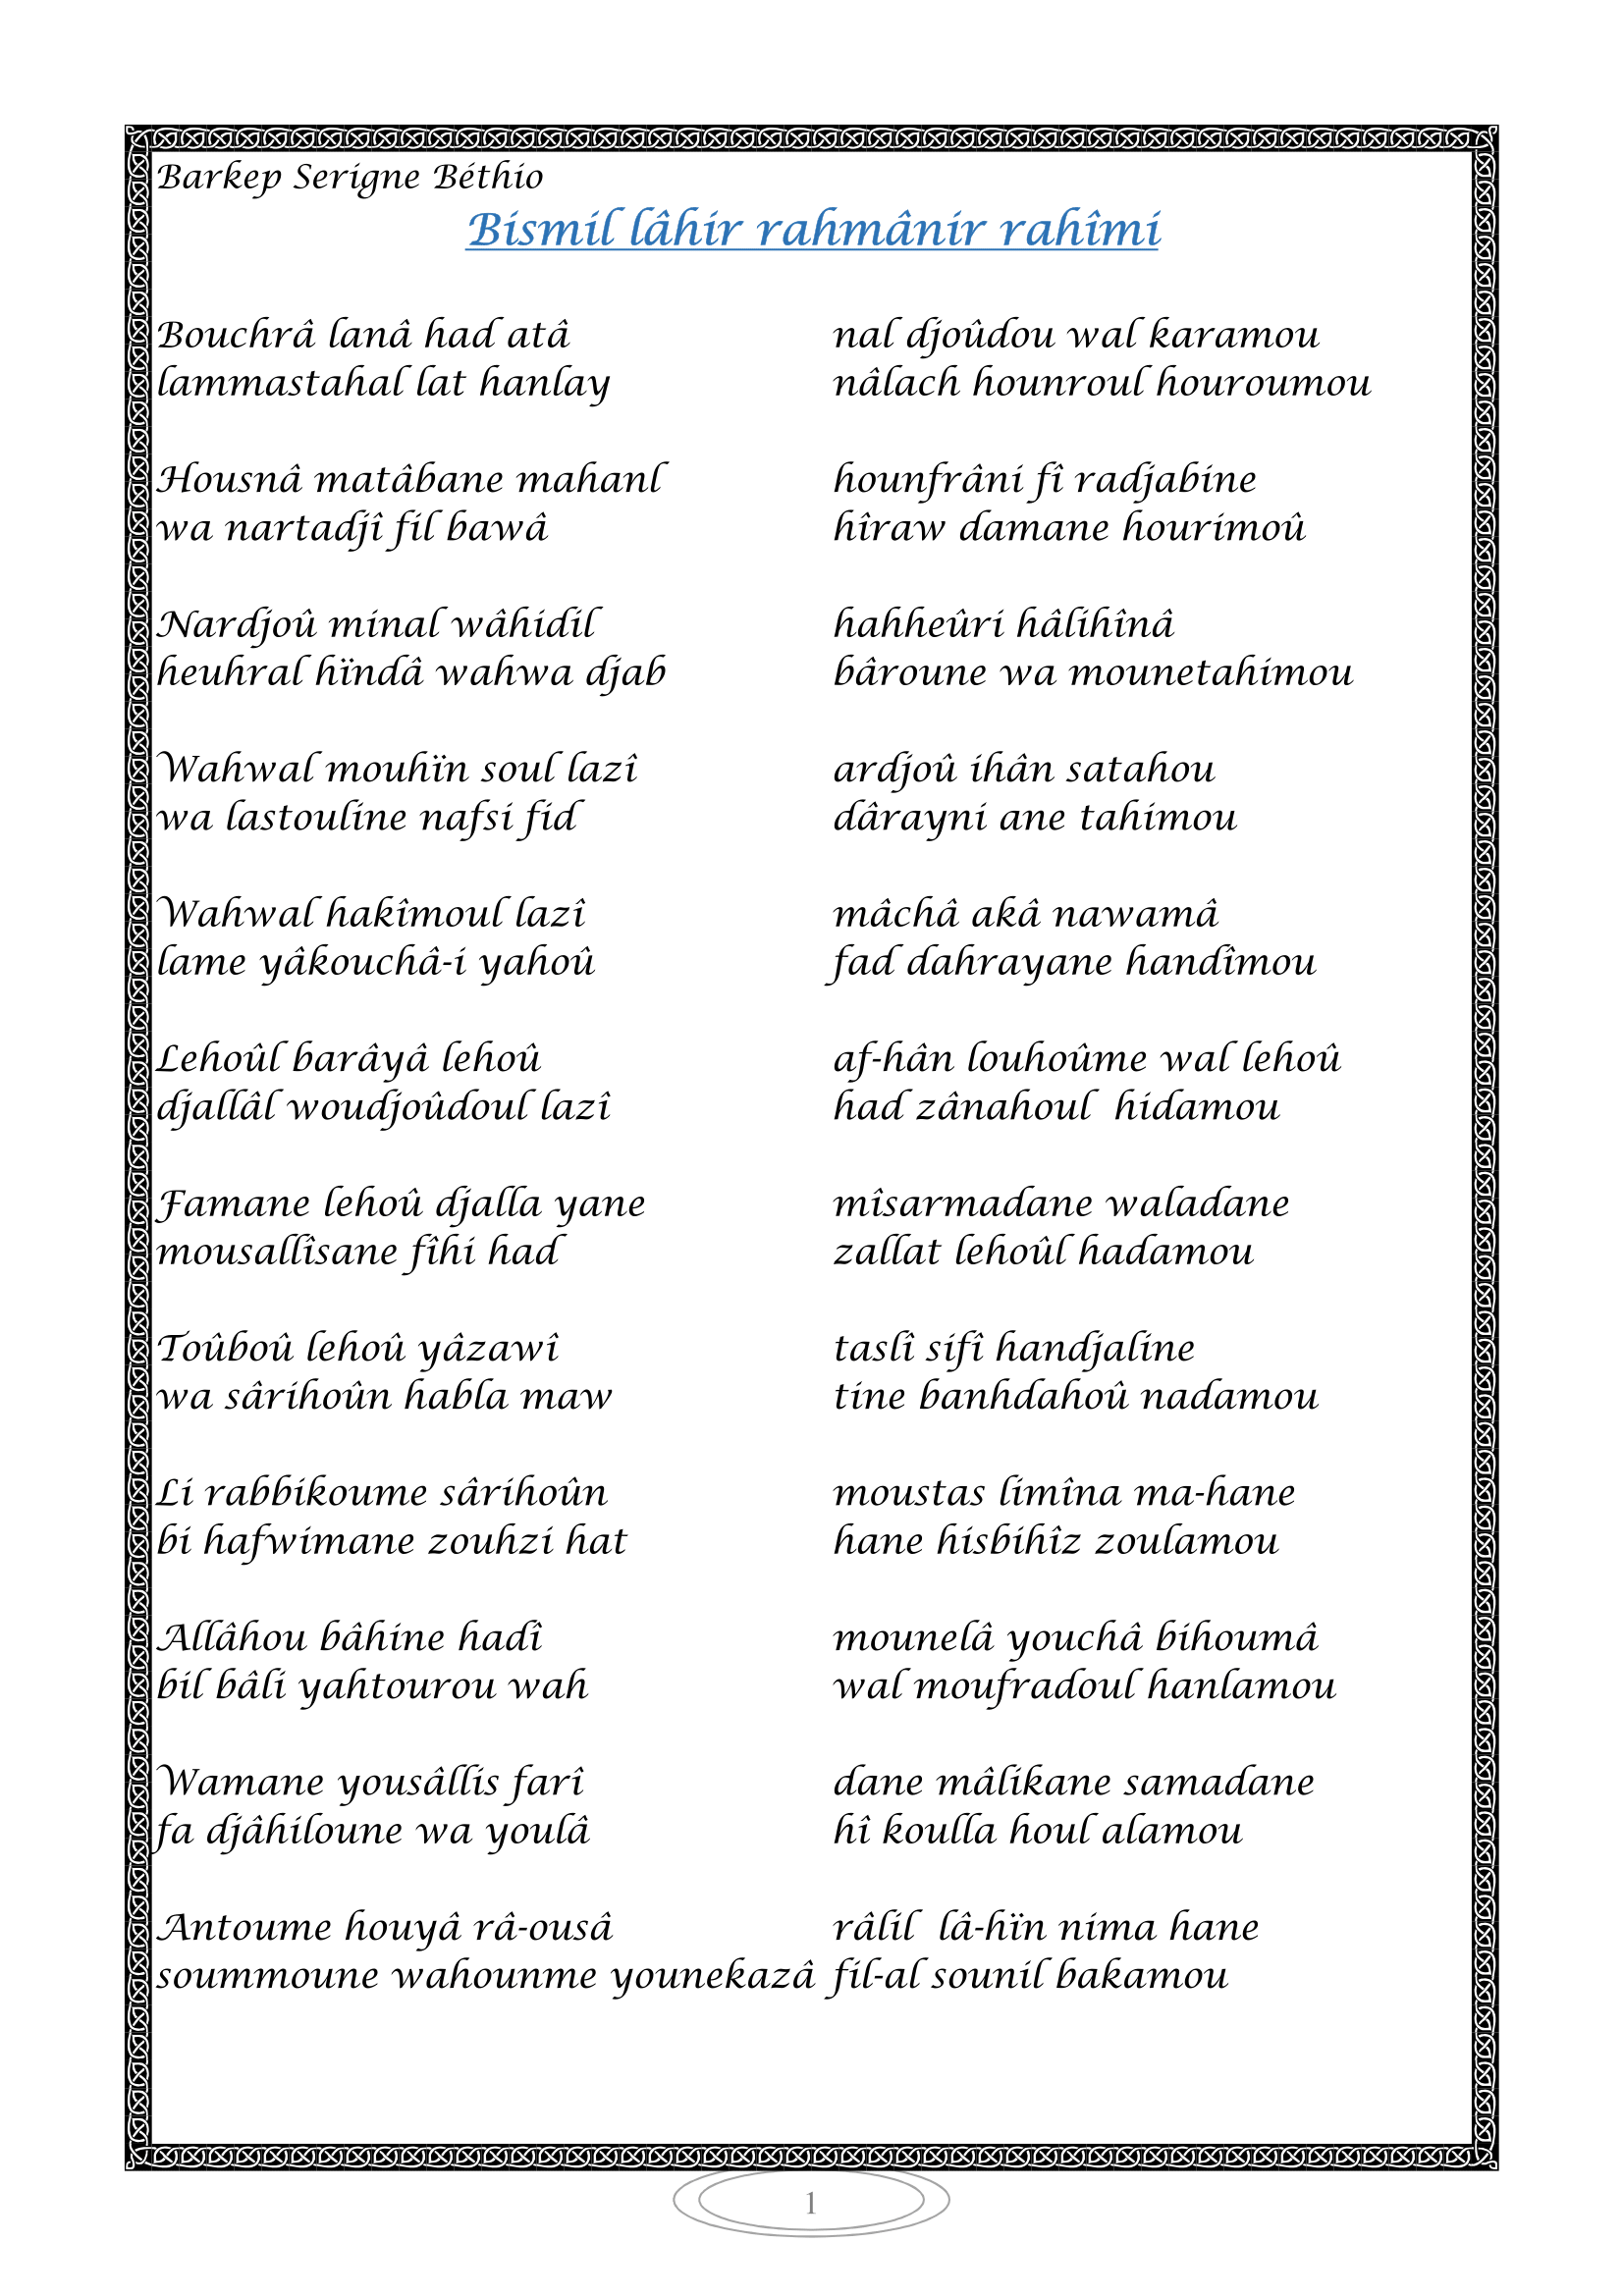 Barkep Serigne Béthio
Bismil lâhir rahmânir rahîmi
Bouchrâ lanâ had atâ nal djoûdou wal karamou
lammastahal lat hanlay nâlach hounroul houroumou
Housnâ matâbane mahanl hounfrâni fî radjabine
wa nartadjî fil bawâ hîraw damane hourimoû
Nardjoû minal wâhidil hahheûri hâlihînâ
heuhral hïndâ wahwa djab bâroune wa mounetahimou
Wahwal mouhïn soul lazî ardjoû ihân satahou
wa lastouline nafsi fid dârayni ane tahimou
Wahwal hakîmoul lazî mâchâ akâ nawamâ
lame yâkouchâ-i yahoû fad dahrayane handîmou
Lehoûl barâyâ lehoû af-hân louhoûme wal lehoû
djallâl woudjoûdoul lazî had zânahoul hidamou
Famane lehoû djalla yane mîsarmadane waladane
mousallîsane fîhi had zallat lehoûl hadamou
Toûboû lehoû yâzawî taslî sifî handjaline
wa sârihoûn habla maw tine banhdahoû nadamou
Li rabbikoume sârihoûn moustas limîna ma-hane
bi hafwimane zouhzi hat hane hisbihîz zoulamou
Allâhou bâhine hadî mounelâ youchâ bihoumâ
bil bâli yahtourou wah wal moufradoul hanlamou
Wamane yousâllis farî dane mâlikane samadane
fa djâhiloune wa youlâ hî koulla houl alamou
Antoume houyâ râ-ousâ râlil lâ-hïn nima hane
soummoune wahounme younekazâ fil-al sounil bakamou
1